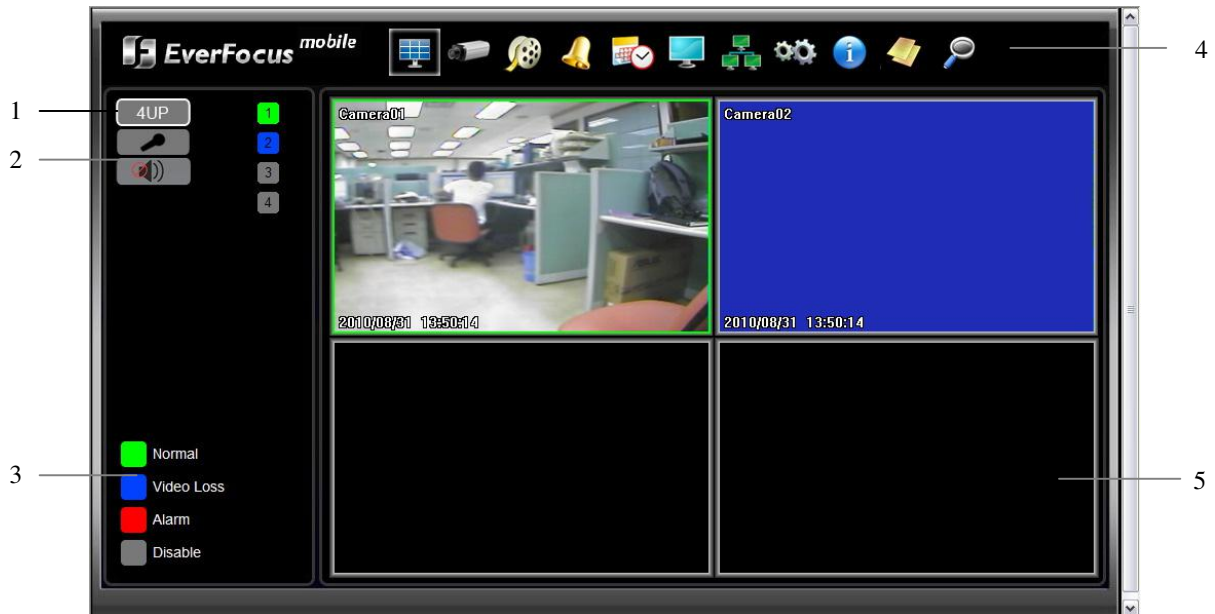 EverFocus mobile
1
2
3
4
5
4UP
1
2
3
4
Normal
Video Loss
Alarm
Disable
Camera01
2010/08/31 13:50:14
Camera02
2010/08/31 13:50:14